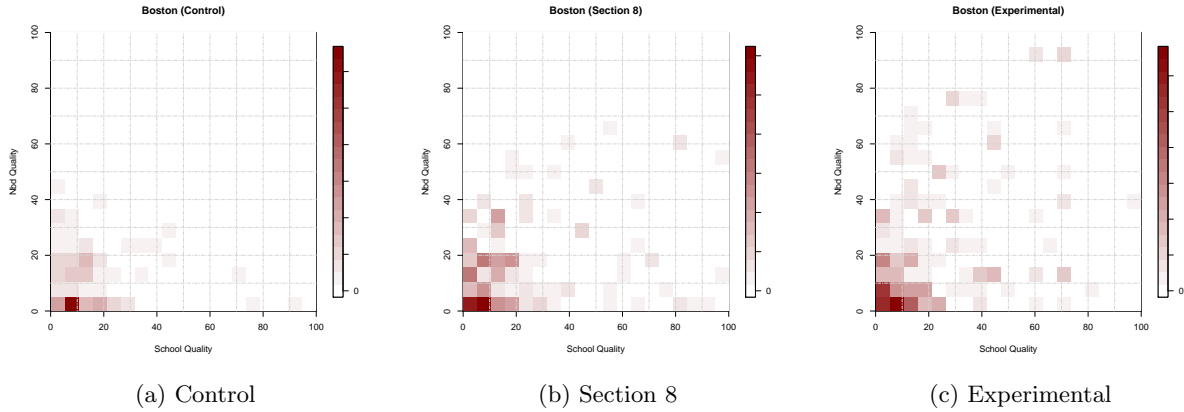 Boston (Control)
100
80
60
40
20
0
Nbd Quality
0 20 40 60 80 100
School Quality
0
(a) Control
Boston (Section 8)
100
80
60
40
20
0
Nbd Quality
0 20 40 60 80 100
School Quality
0
(b) Section 8
Boston (Experimental)
100
80
60
40
20
0
Nbd Quality
0 20 40 60 80 100
School Quality
0
(c) Experimental